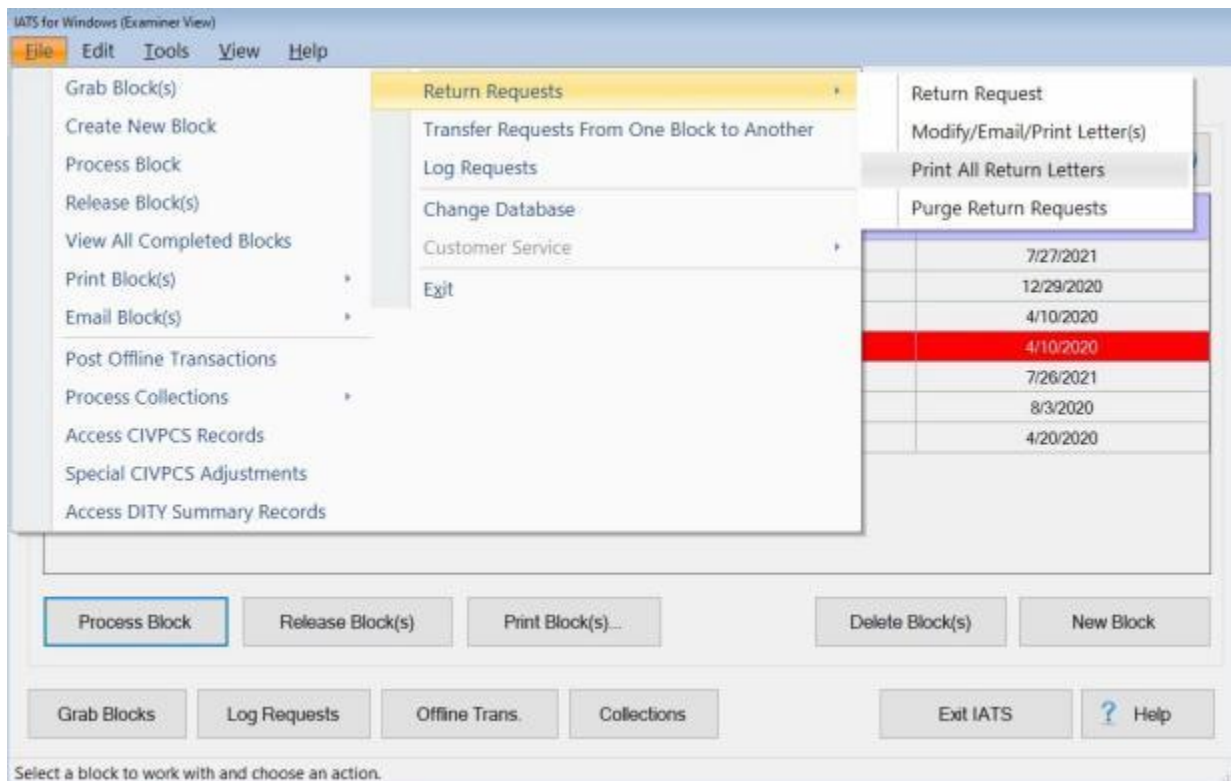 IATS for Windows (Examiner View)
File Edit Tools View Help
Grab Block(s)
Create New Block
Process Block
Release Block(s)
View All Completed Blocks
Print Block(s)
Email Block(s)
Post Offline Transactions
Process Collections
Access CIVPCS Records
Special CIVPCS Adjustments
Access DITY Summary Records
Return Requests
Transfer Requests From One Block to Another
Log Requests
Change Database
Customer Service
Exit
Return Request
Modify/Email/Print Letter(s)
Print All Return Letters
Purge Return Requests
7/27/2021
12/29/2020
4/10/2020
4/10/2020
7/26/2021
8/3/2020
4/20/2020
Process Block Release Block(s) Print Block(s)... Delete Block(s) New Block
Grab Blocks Log Requests Offline Trans. Collections Exit IATS ? Help
Select a block to work with and choose an action.